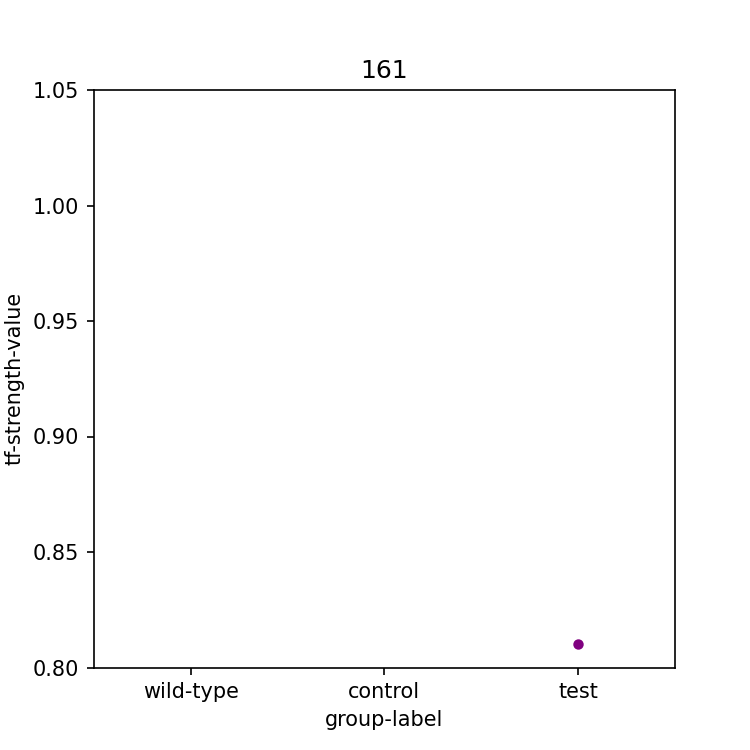 161
1.05
1.00
0.95
0.90
0.85
0.80
tf-strength-value
wild-type control test
group-label